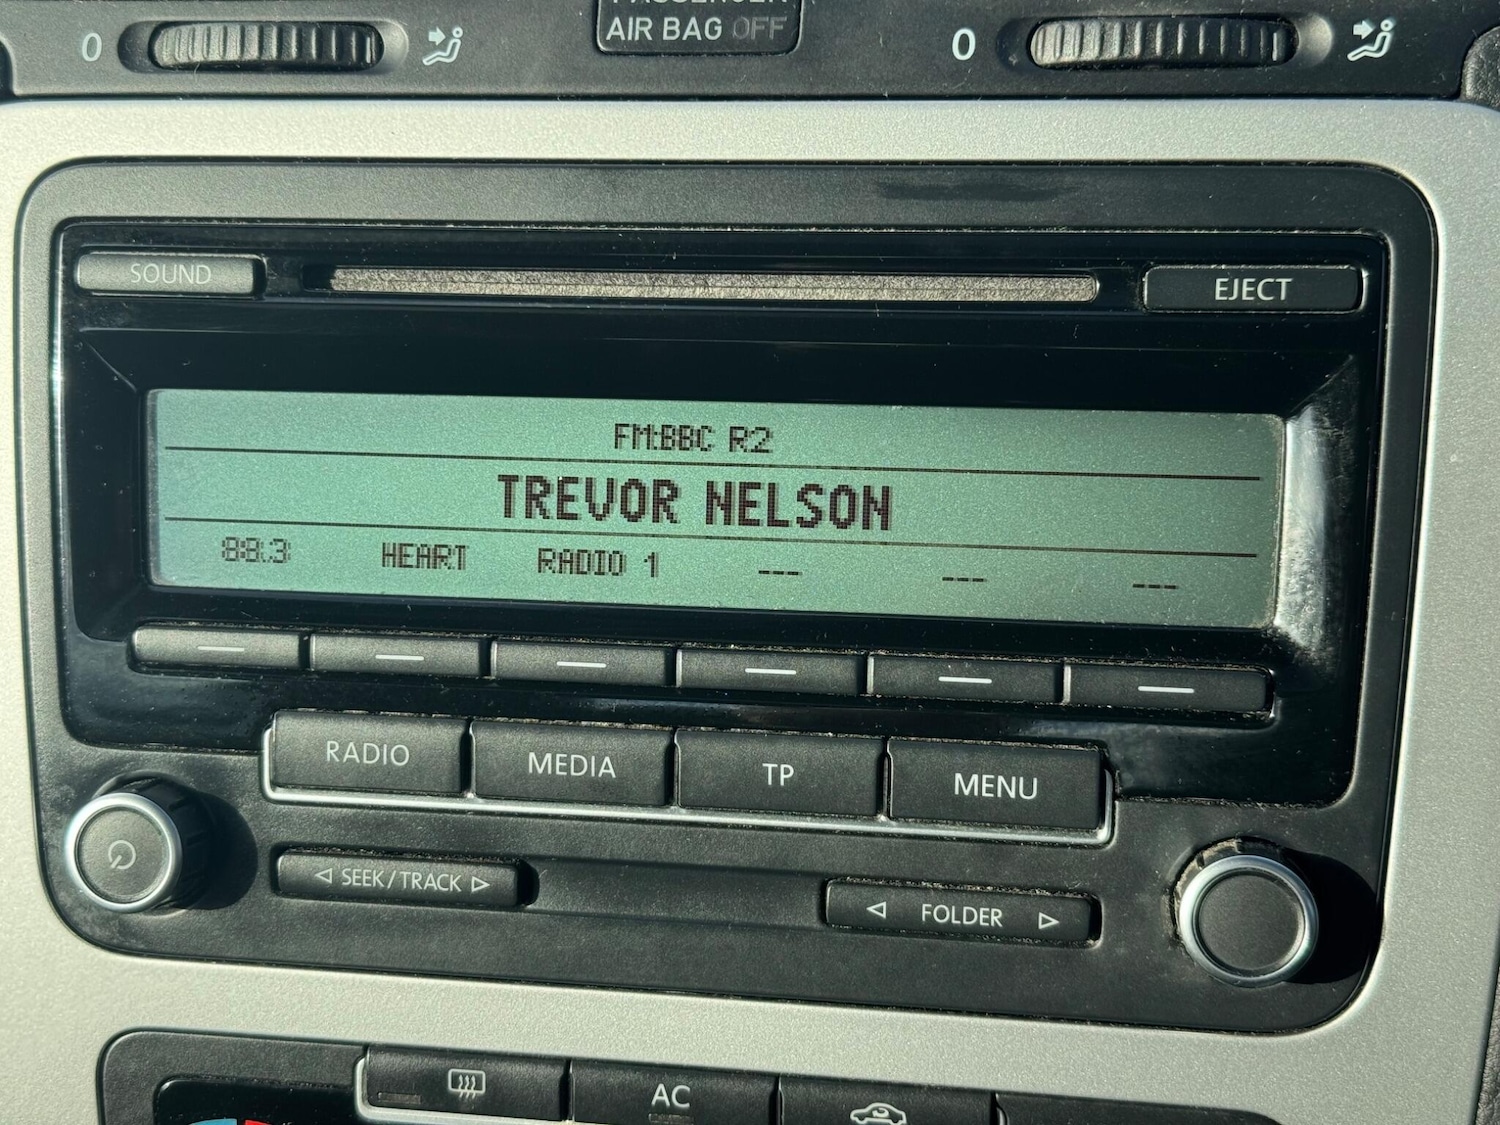 0
PASSENGER
AIR BAG OFF
0
SOUND
EJECT
FM:BBC R2
TREVOR NELSON
88.3 HEART RADIO 1 --- --- ---
RADIO MEDIA TP MENU
SEEK/TRACK
FOLDER
AC